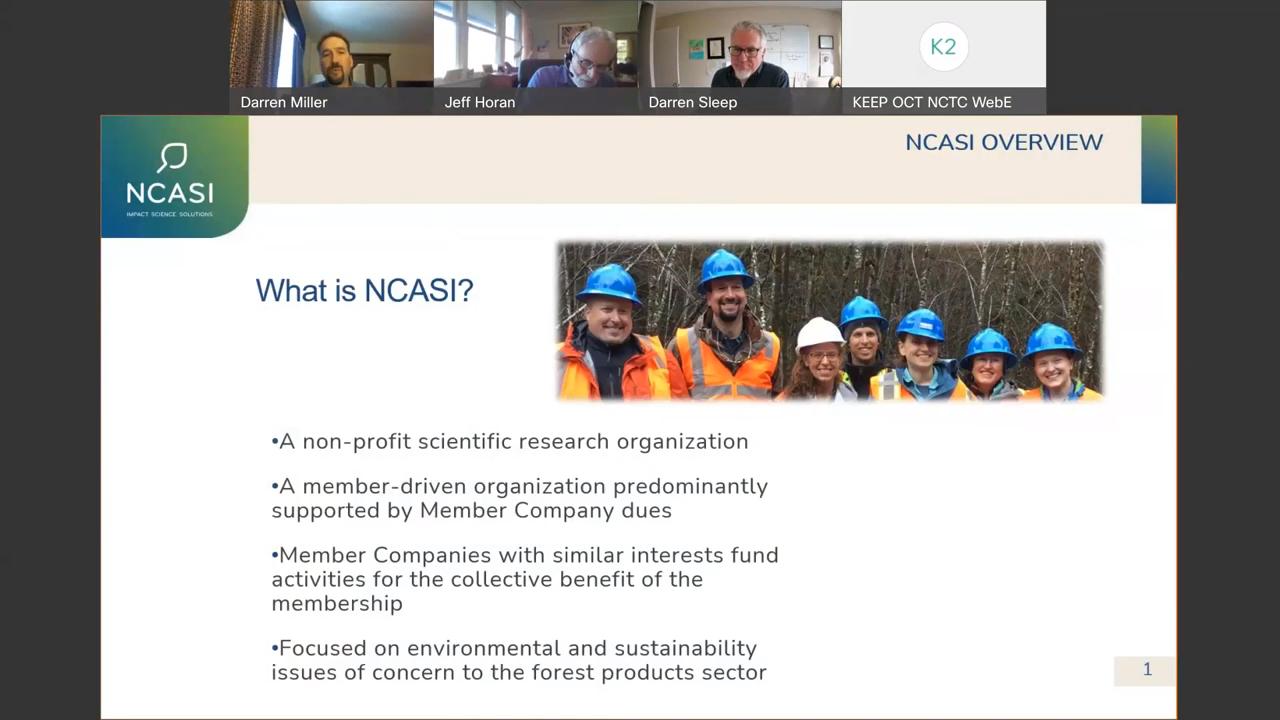 Darren Miller
Jeff Horan
Darren Sleep
K2
KEEP OCT NCTC WebE
NCASI
IMPACT SCIENCE SOLUTIONS
NCASI OVERVIEW
What is NCASI?
•A non-profit scientific research organization
•A member-driven organization predominantly
supported by Member Company dues
•Member Companies with similar interests fund
activities for the collective benefit of the
membership
•Focused on environmental and sustainability
issues of concern to the forest products sector
1